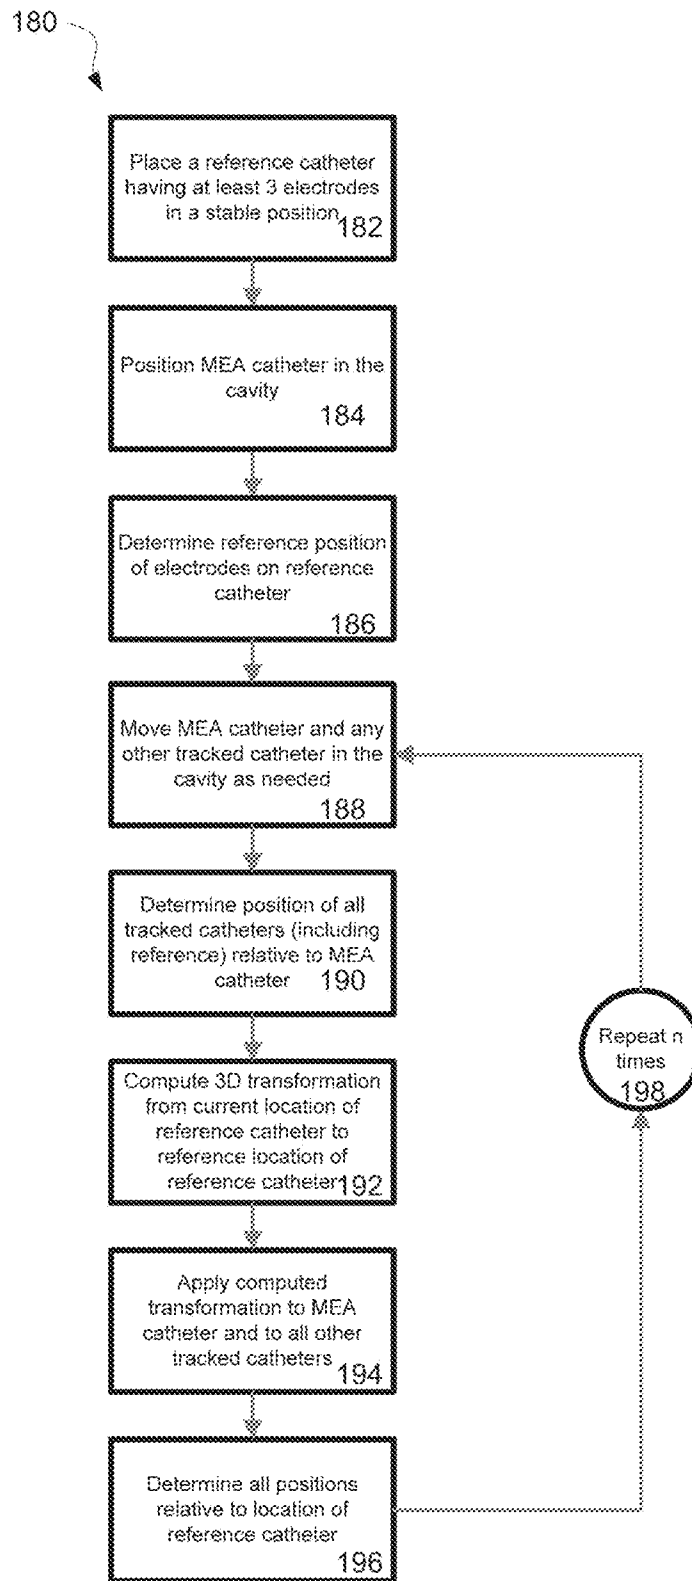 180
Place a reference catheter
having at least 3 electrodes
in a stable position
182
Position MEA catheter in the
cavity
184
Determine reference position
of electrodes on reference
catheter
186
Move MEA catheter and any
other tracked catheter in the
cavity as needed
188
Determine position of all
tracked catheters (including
reference) relative to MEA
catheter
190
Compute 3D transformation
from current location of
reference catheter to
reference location of
reference catheter
192
Apply computed
transformation to MEA
catheter and to all other
tracked catheters
194
Determine all positions
relative to location of
reference catheter
196
Repeat n
times
198